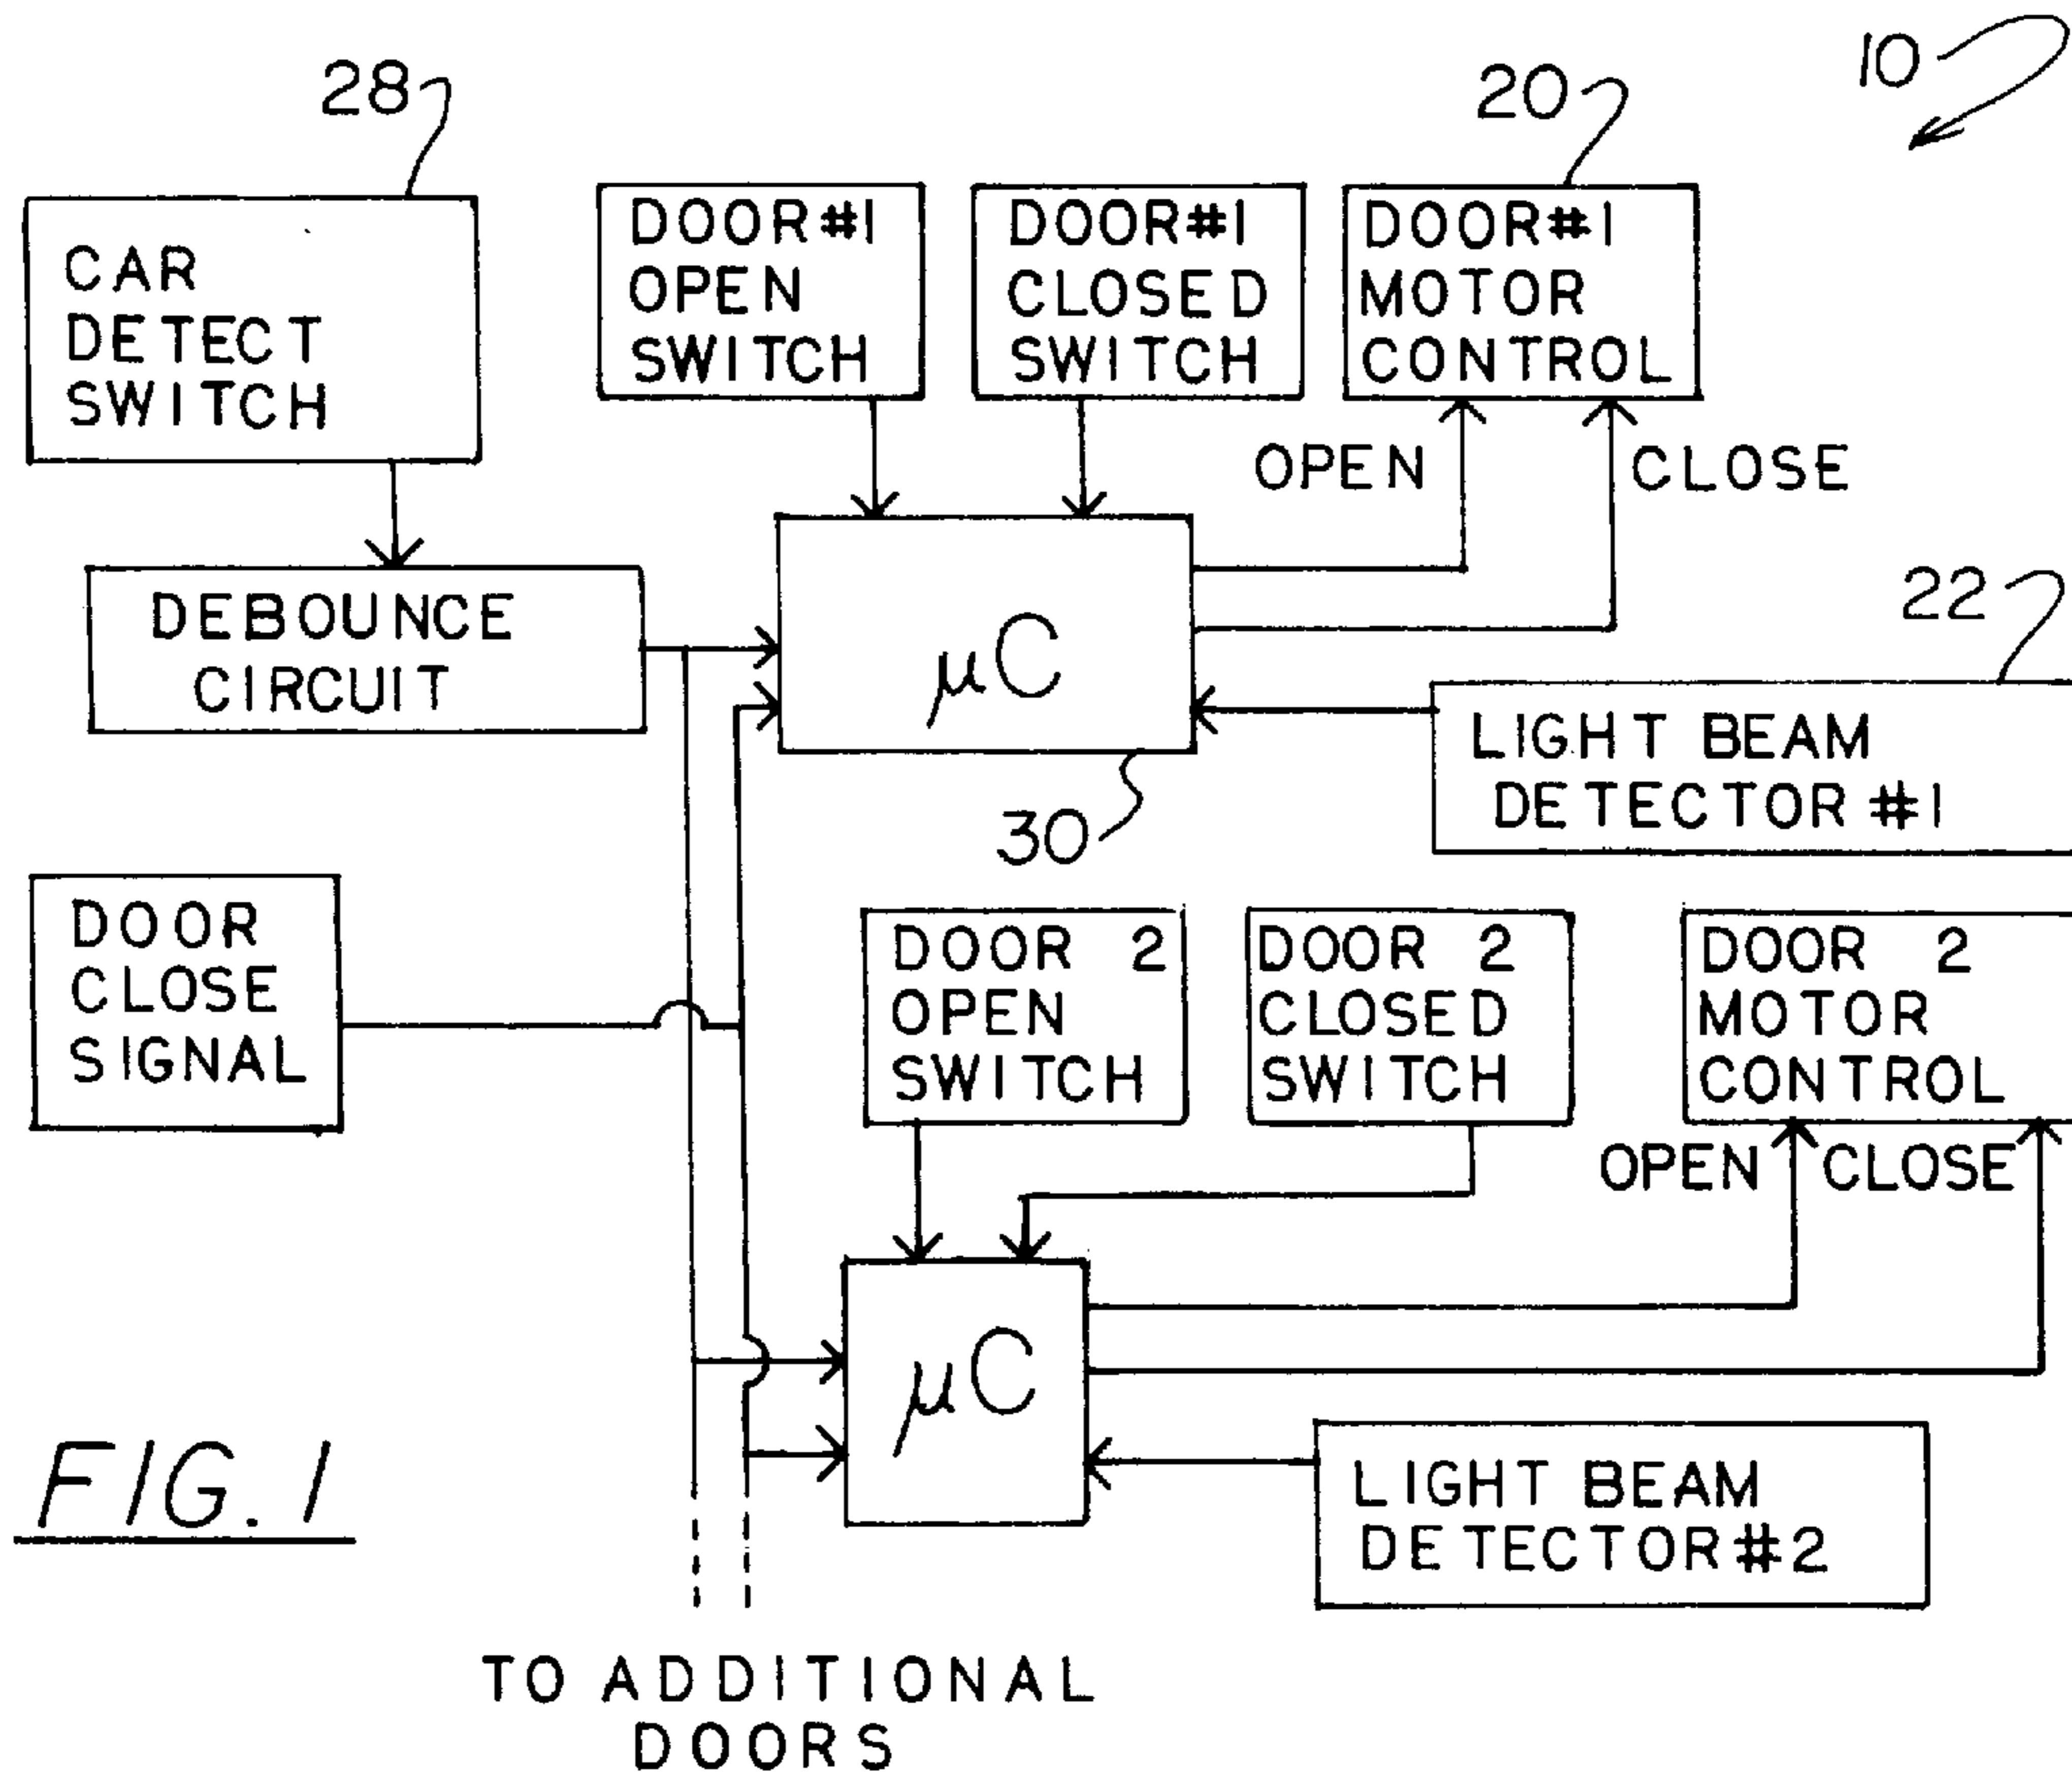 10
28
20
CAR
DETECT
SWITCH
DOOR#1
OPEN
SWITCH
DOOR#1
CLOSED
SWITCH
DOOR#1
MOTOR
CONTROL
OPEN
CLOSE
DEBOUNCE
CIRCUIT
µC
30
22
LIGHT BEAM
DETECTOR #1
DOOR
CLOSE
SIGNAL
DOOR 2
OPEN
SWITCH
DOOR 2
CLOSED
SWITCH
DOOR 2
MOTOR
CONTROL
OPEN
CLOSE
µC
LIGHT BEAM
DETECTOR #2
FIG. 1
TO ADDITIONAL
DOORS